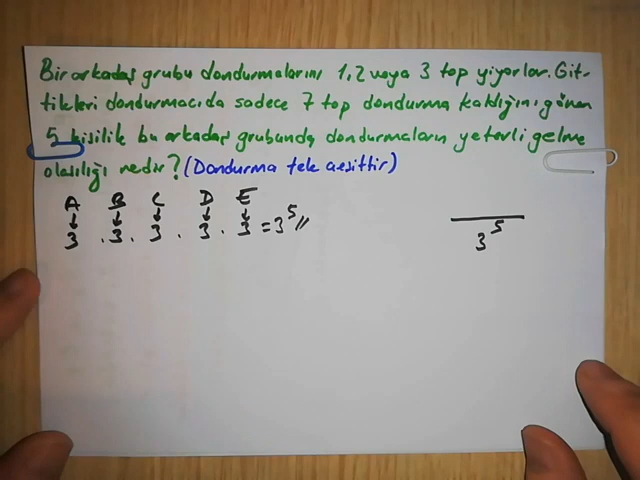 Bir arkadaş grubu dondurmalarını 1, 2 veya 3 top yiyorlar. Git-
tikleri dondurmacıda sadece 7 top dondurma kaldığını gören
5 kişilik bu arkadaş grubunda dondurmaların yeterli gelme
olasılığı nedir? (Dondurma tek çeşittir)
A B C D E
↓ ↓ ↓ ↓ ↓
3 . 3 . 3 . 3 . 3 = 3^5 //
3^5